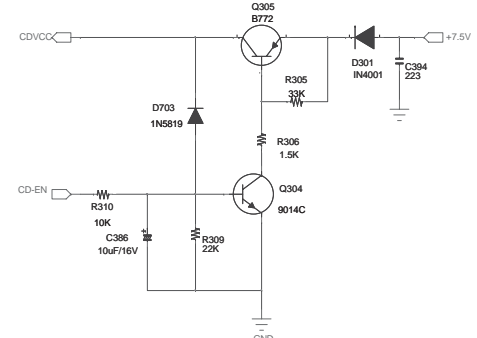 Q305
B772
CDVCC
+7.5V
D301
IN4001
C394
223
R305
33K
D703
1N5819
R306
1.5K
CD-EN
Q304
9014C
R310
10K
C386
10uF/16V
R309
22K
GND